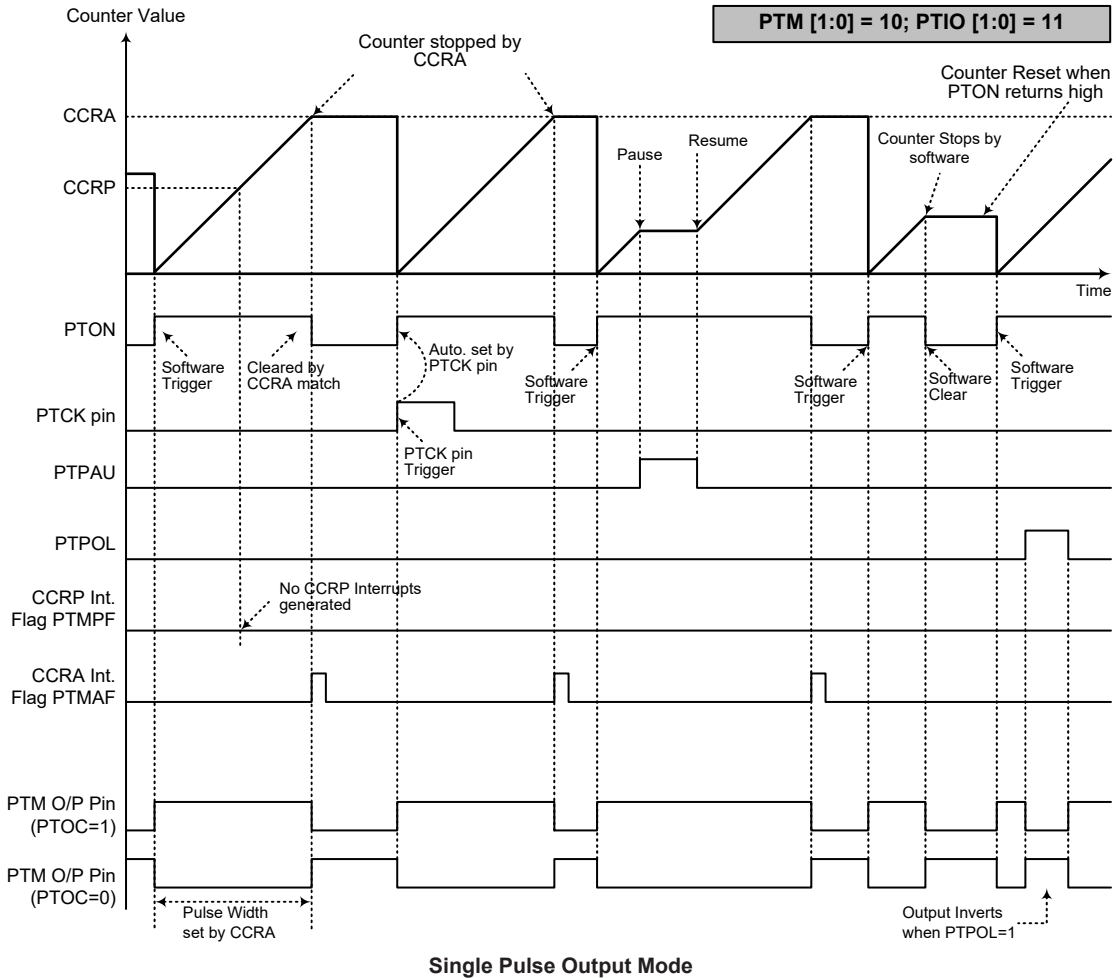 Counter Value
PTM [1:0] = 10; PTIO [1:0] = 11
Counter stopped by
CCRA
Counter Reset when
PTON returns high
CCRA
Counter Stops by
software
Pause
Resume
CCRP
Time
PTON
Software
Trigger
Cleared by
CCRA match
Auto. set by
PTCK pin
Software
Trigger
Software
Trigger
Software
Clear
Software
Trigger
PTCK pin
PTCK pin
Trigger
PTPAU
PTPOL
No CCRP Interrupts
generated
CCRP Int.
Flag PTMPF
CCRA Int.
Flag PTMAF
PTM O/P Pin
(PTOC=1)
PTM O/P Pin
(PTOC=0)
Pulse Width
set by CCRA
Output Inverts
when PTPOL=1
Single Pulse Output Mode